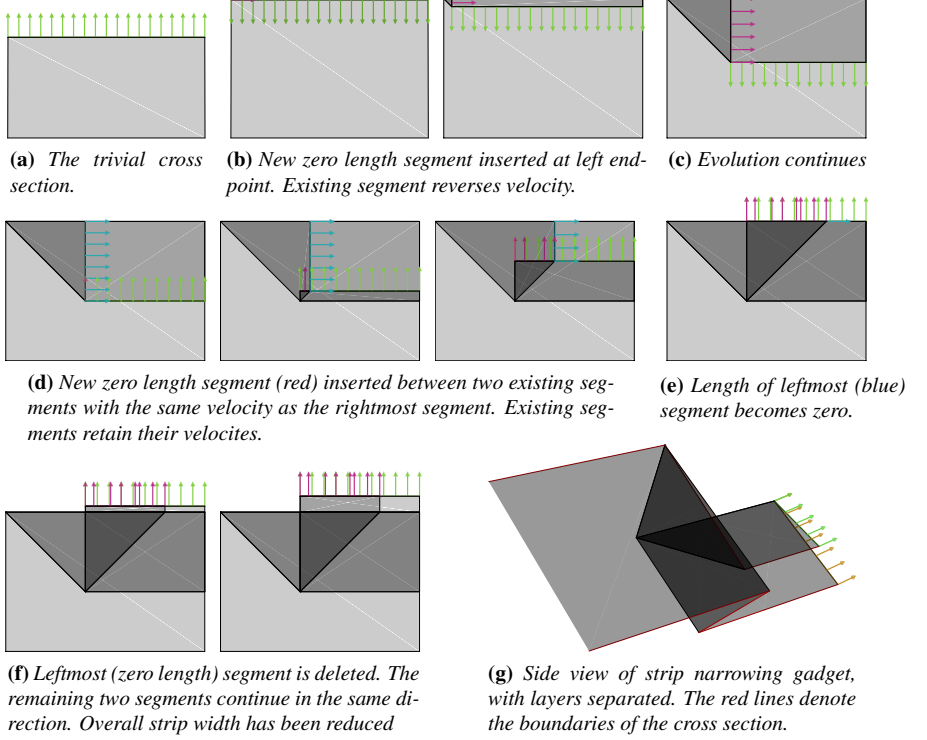 (a) The trivial cross
section.
(b) New zero length segment inserted at left end-
point. Existing segment reverses velocity.
(c) Evolution continues
(d) New zero length segment (red) inserted between two existing seg-
ments with the same velocity as the rightmost segment. Existing seg-
ments retain their velocites.
(e) Length of leftmost (blue)
segment becomes zero.
(f) Leftmost (zero length) segment is deleted. The
remaining two segments continue in the same di-
rection. Overall strip width has been reduced
(g) Side view of strip narrowing gadget,
with layers separated. The red lines denote
the boundaries of the cross section.